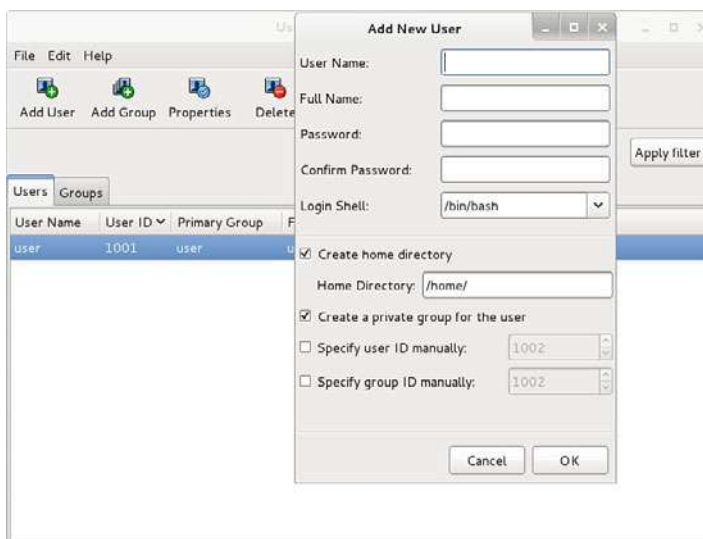 Us
File Edit Help
Add User Add Group Properties Delete
Apply filter
Users Groups
User Name User ID Primary Group F
user 1001 user u
Add New User
User Name:
Full Name:
Password:
Confirm Password:
Login Shell: /bin/bash
Create home directory
Home Directory: /home/
Create a private group for the user
Specify user ID manually: 1002
Specify group ID manually: 1002
Cancel OK